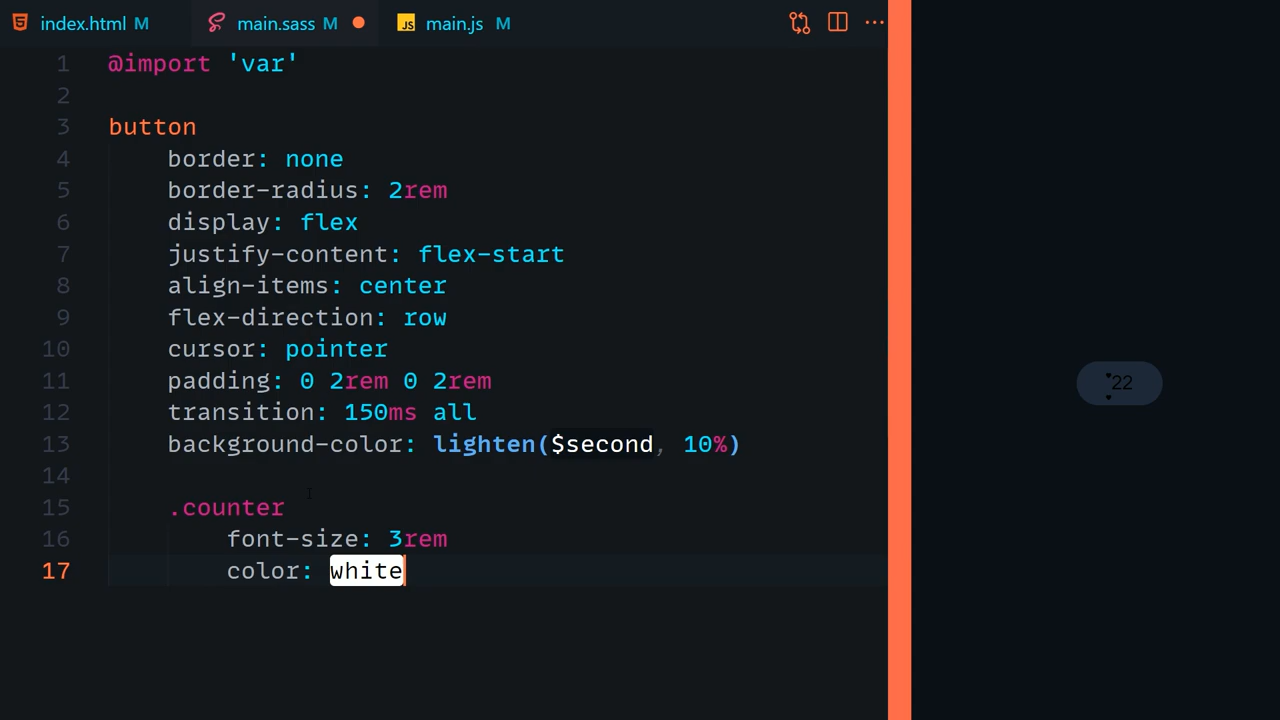 index.html M
main.sass M
JS main.js M
1 @import 'var'
2
3 button
4 border: none
5 border-radius: 2rem
6 display: flex
7 justify-content: flex-start
8 align-items: center
9 flex-direction: row
10 cursor: pointer
11 padding: 0 2rem 0 2rem
12 transition: 150ms all
13 background-color: lighten($second, 10%)
14
15 .counter
16 font-size: 3rem
17 color: white
22